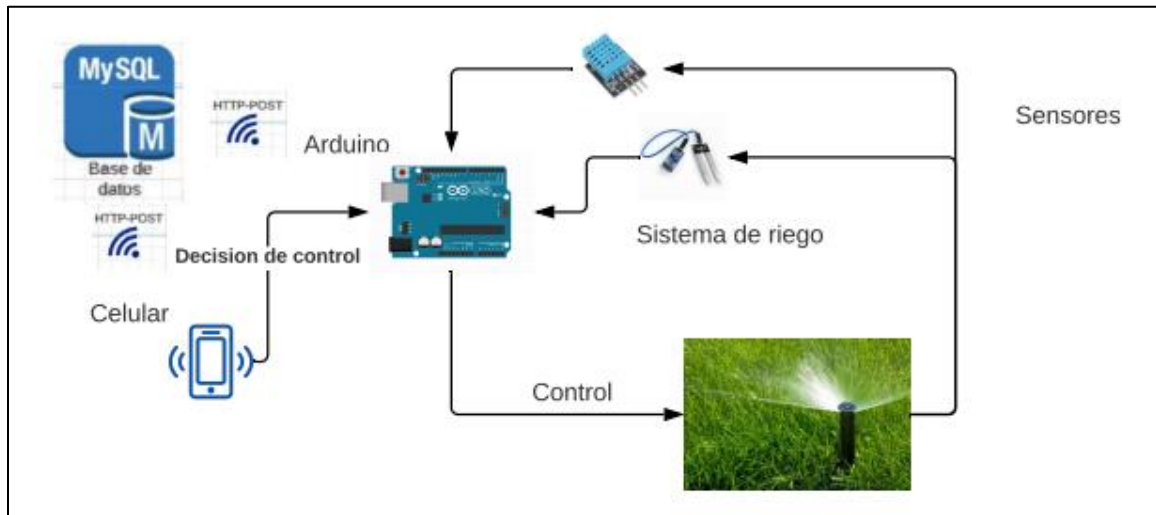 MySQL
M
Base de
datos
HTTP-POST
HTTP-POST
Arduino
Decision de control
Celular
Sensores
Sistema de riego
Control